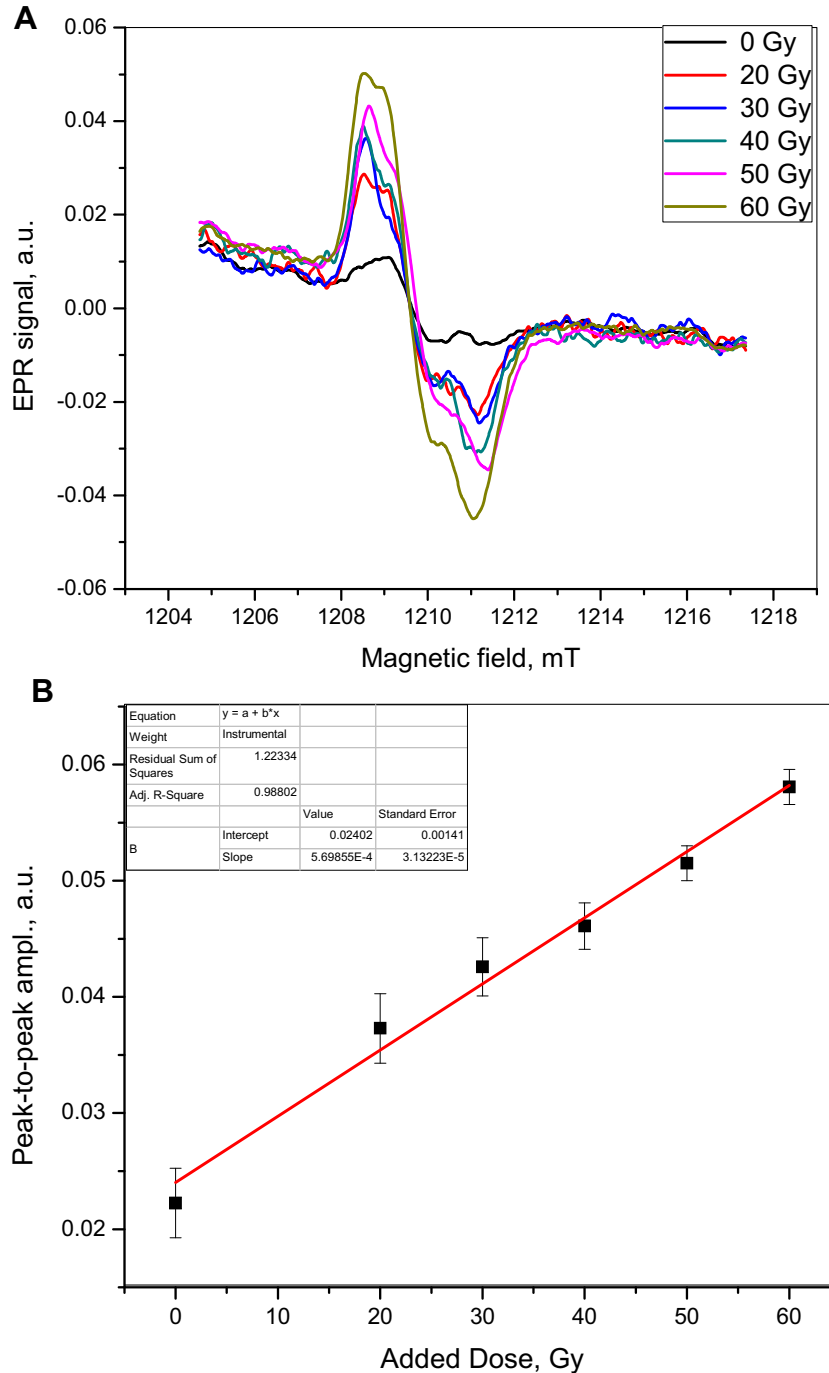 A
0.06
0.04
0.02
0.00
-0.02
-0.04
-0.06
EPR signal, a.u.
0 Gy
20 Gy
30 Gy
40 Gy
50 Gy
60 Gy
1204 1206 1208 1210 1212 1214 1216 1218
Magnetic field, mT
B
Equation y = a + b*x
Weight Instrumental
Residual Sum of
Squares 1.22334
Adj. R-Square 0.98802
Value Standard Error
B Intercept 0.02402 0.00141
Slope 5.69855E-4 3.13223E-5
0.06
0.05
0.04
0.03
0.02
Peak-to-peak ampl., a.u.
0 10 20 30 40 50 60
Added Dose, Gy